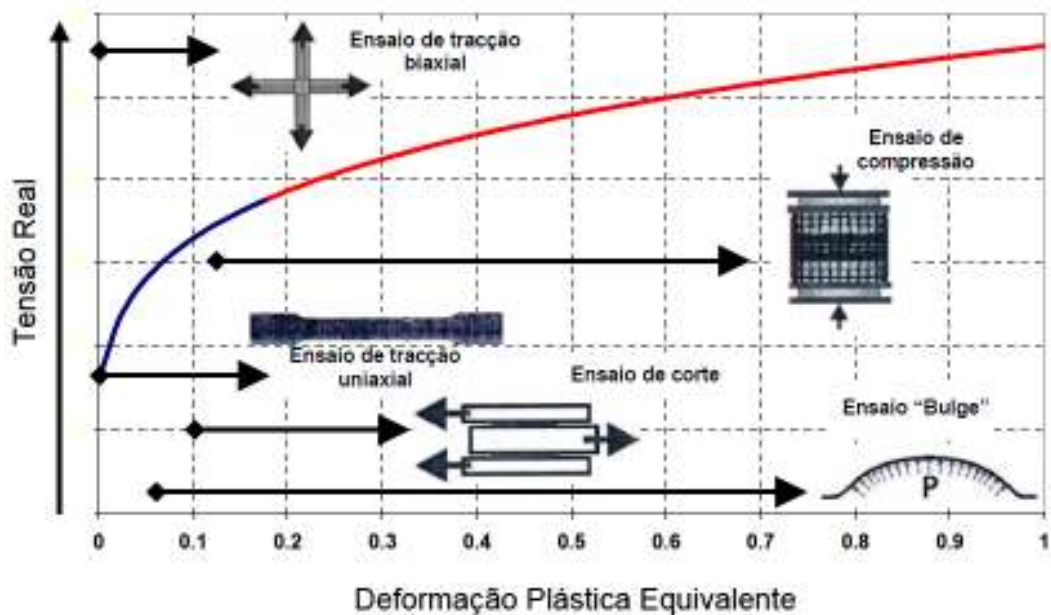 Ensaio de tracção
biaxial
Ensaio de
compressão
Tensão Real
Ensaio de tracção
uniaxial
Ensaio de corte
Ensaio “Bulge”
P
0 0.1 0.2 0.3 0.4 0.5 0.6 0.7 0.8 0.9 1
Deformação Plástica Equivalente